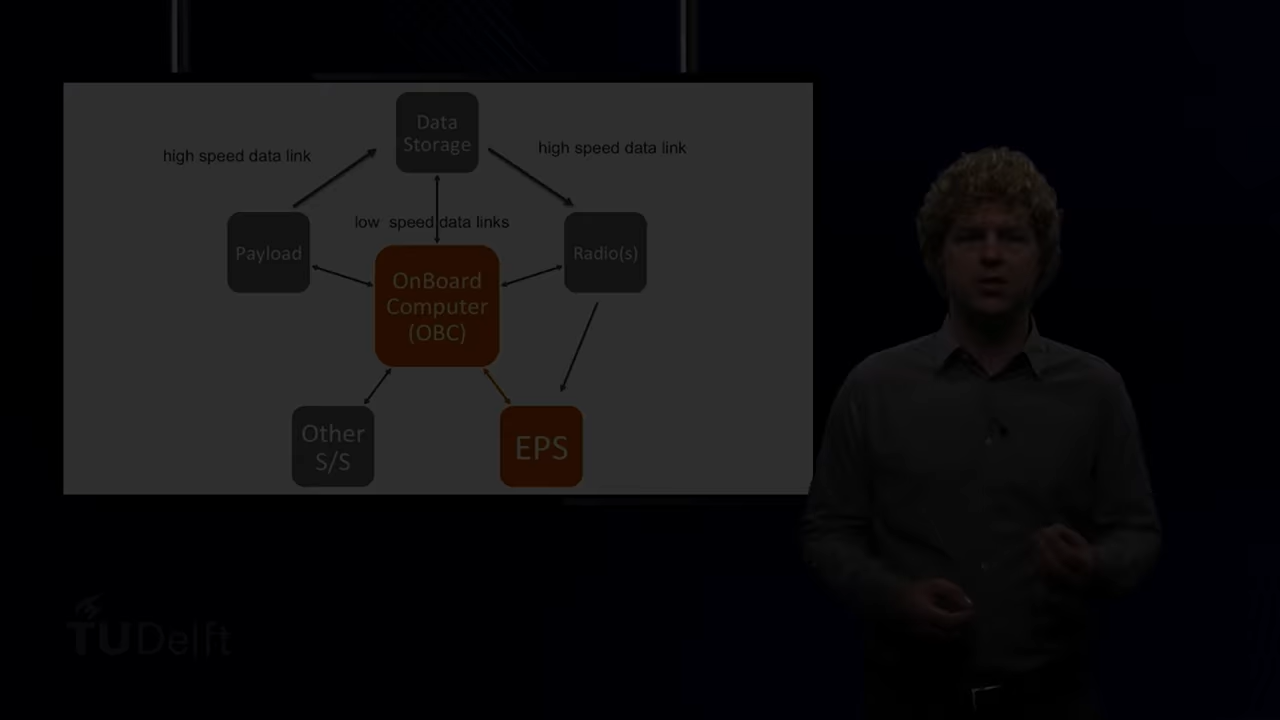 Data
Storage
high speed data link
high speed data link
low speed data links
Payload
Radio(s)
OnBoard
Computer
(OBC)
Other
S/S
EPS
TUDelft